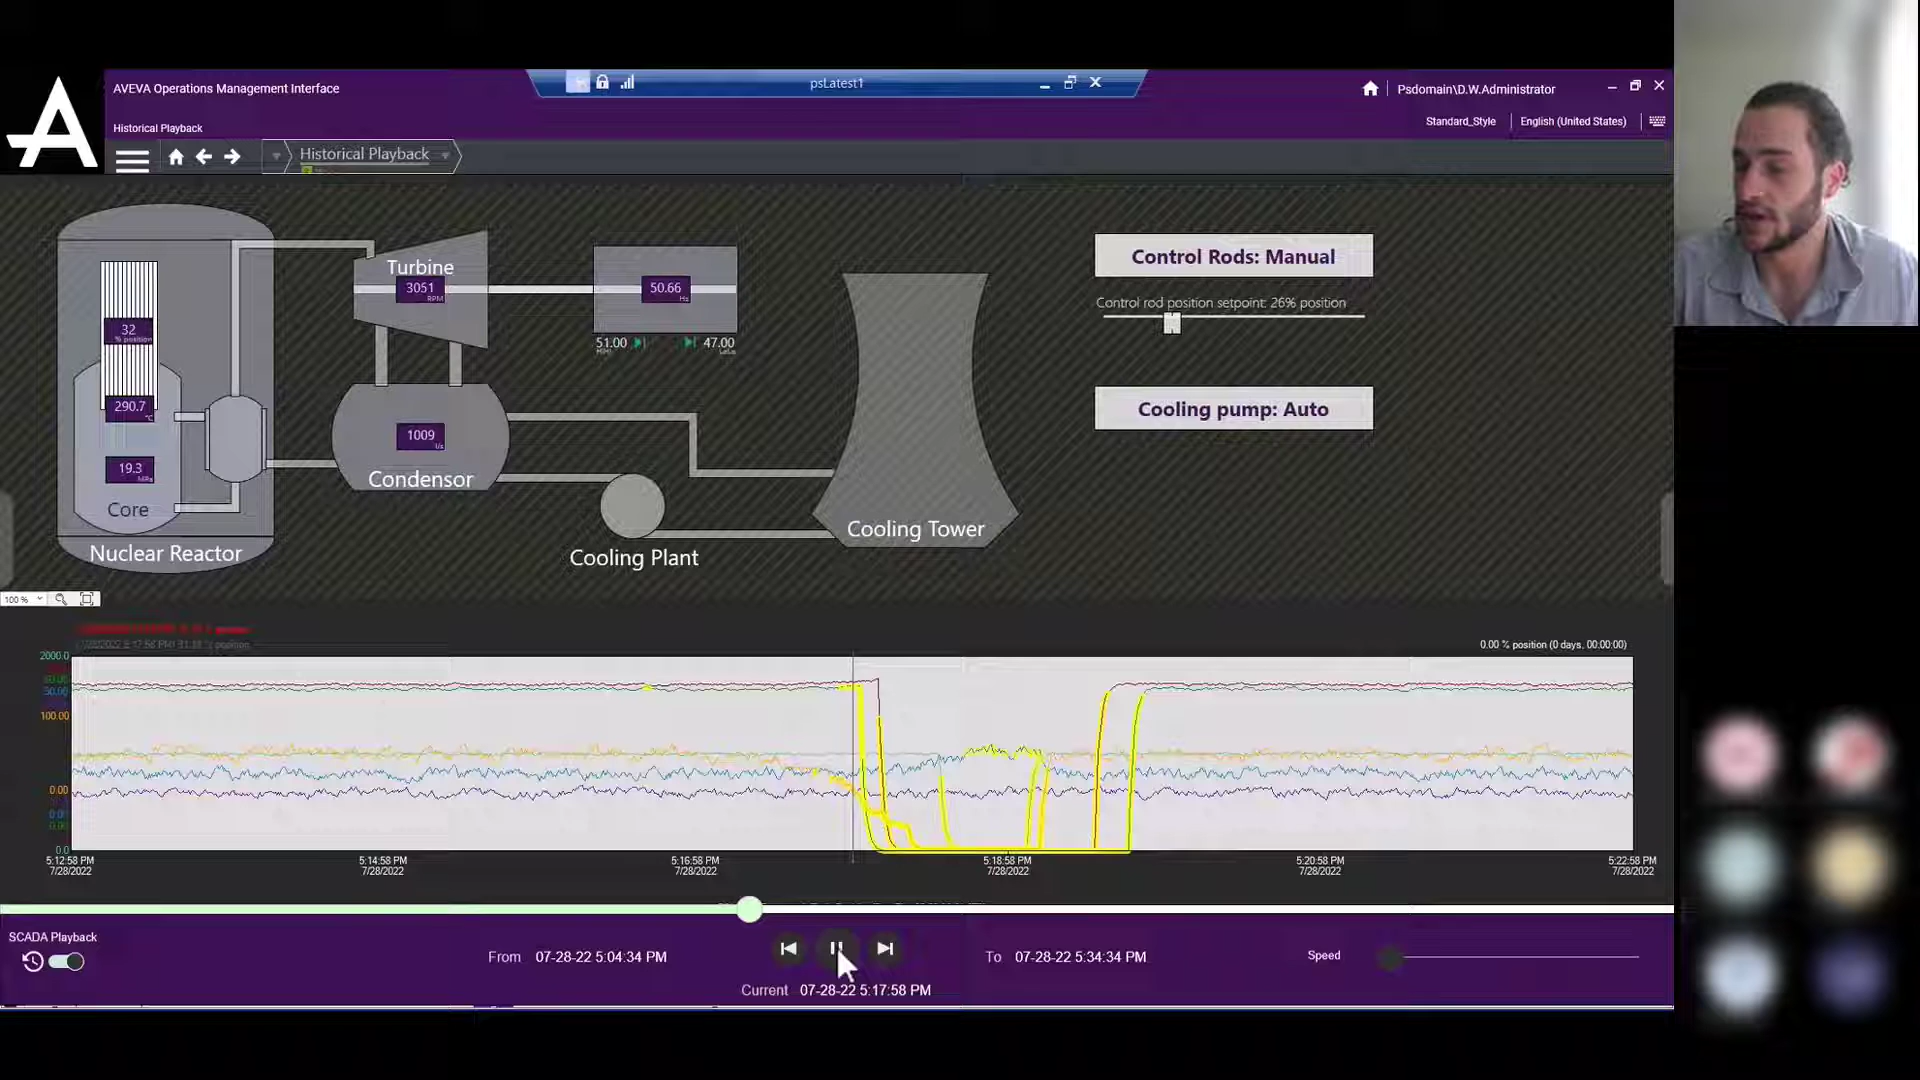 AVEVA Operations Management Interface
psLatest1
Psdomain\D.W.Administrator
Historical Playback
Standard_Style
English (United States)
Historical Playback
Turbine
3051
RPM
50.66
Hz
51.00
47.00
32
% position
290.7
°C
19.3
MPa
Core
Nuclear Reactor
1009
l/s
Condensor
Cooling Plant
Cooling Tower
Control Rods: Manual
Control rod position setpoint: 26% position
Cooling pump: Auto
100 %
0.00 % position (0 days, 00:00:00)
2000.0
100.00
0.00
0.0
5:12:58 PM
7/28/2022
5:14:58 PM
7/28/2022
5:16:58 PM
7/28/2022
5:18:58 PM
7/28/2022
5:20:58 PM
7/28/2022
5:22:58 PM
7/28/2022
SCADA Playback
From 07-28-22 5:04:34 PM
To 07-28-22 5:34:34 PM
Speed
Current 07-28-22 5:17:58 PM